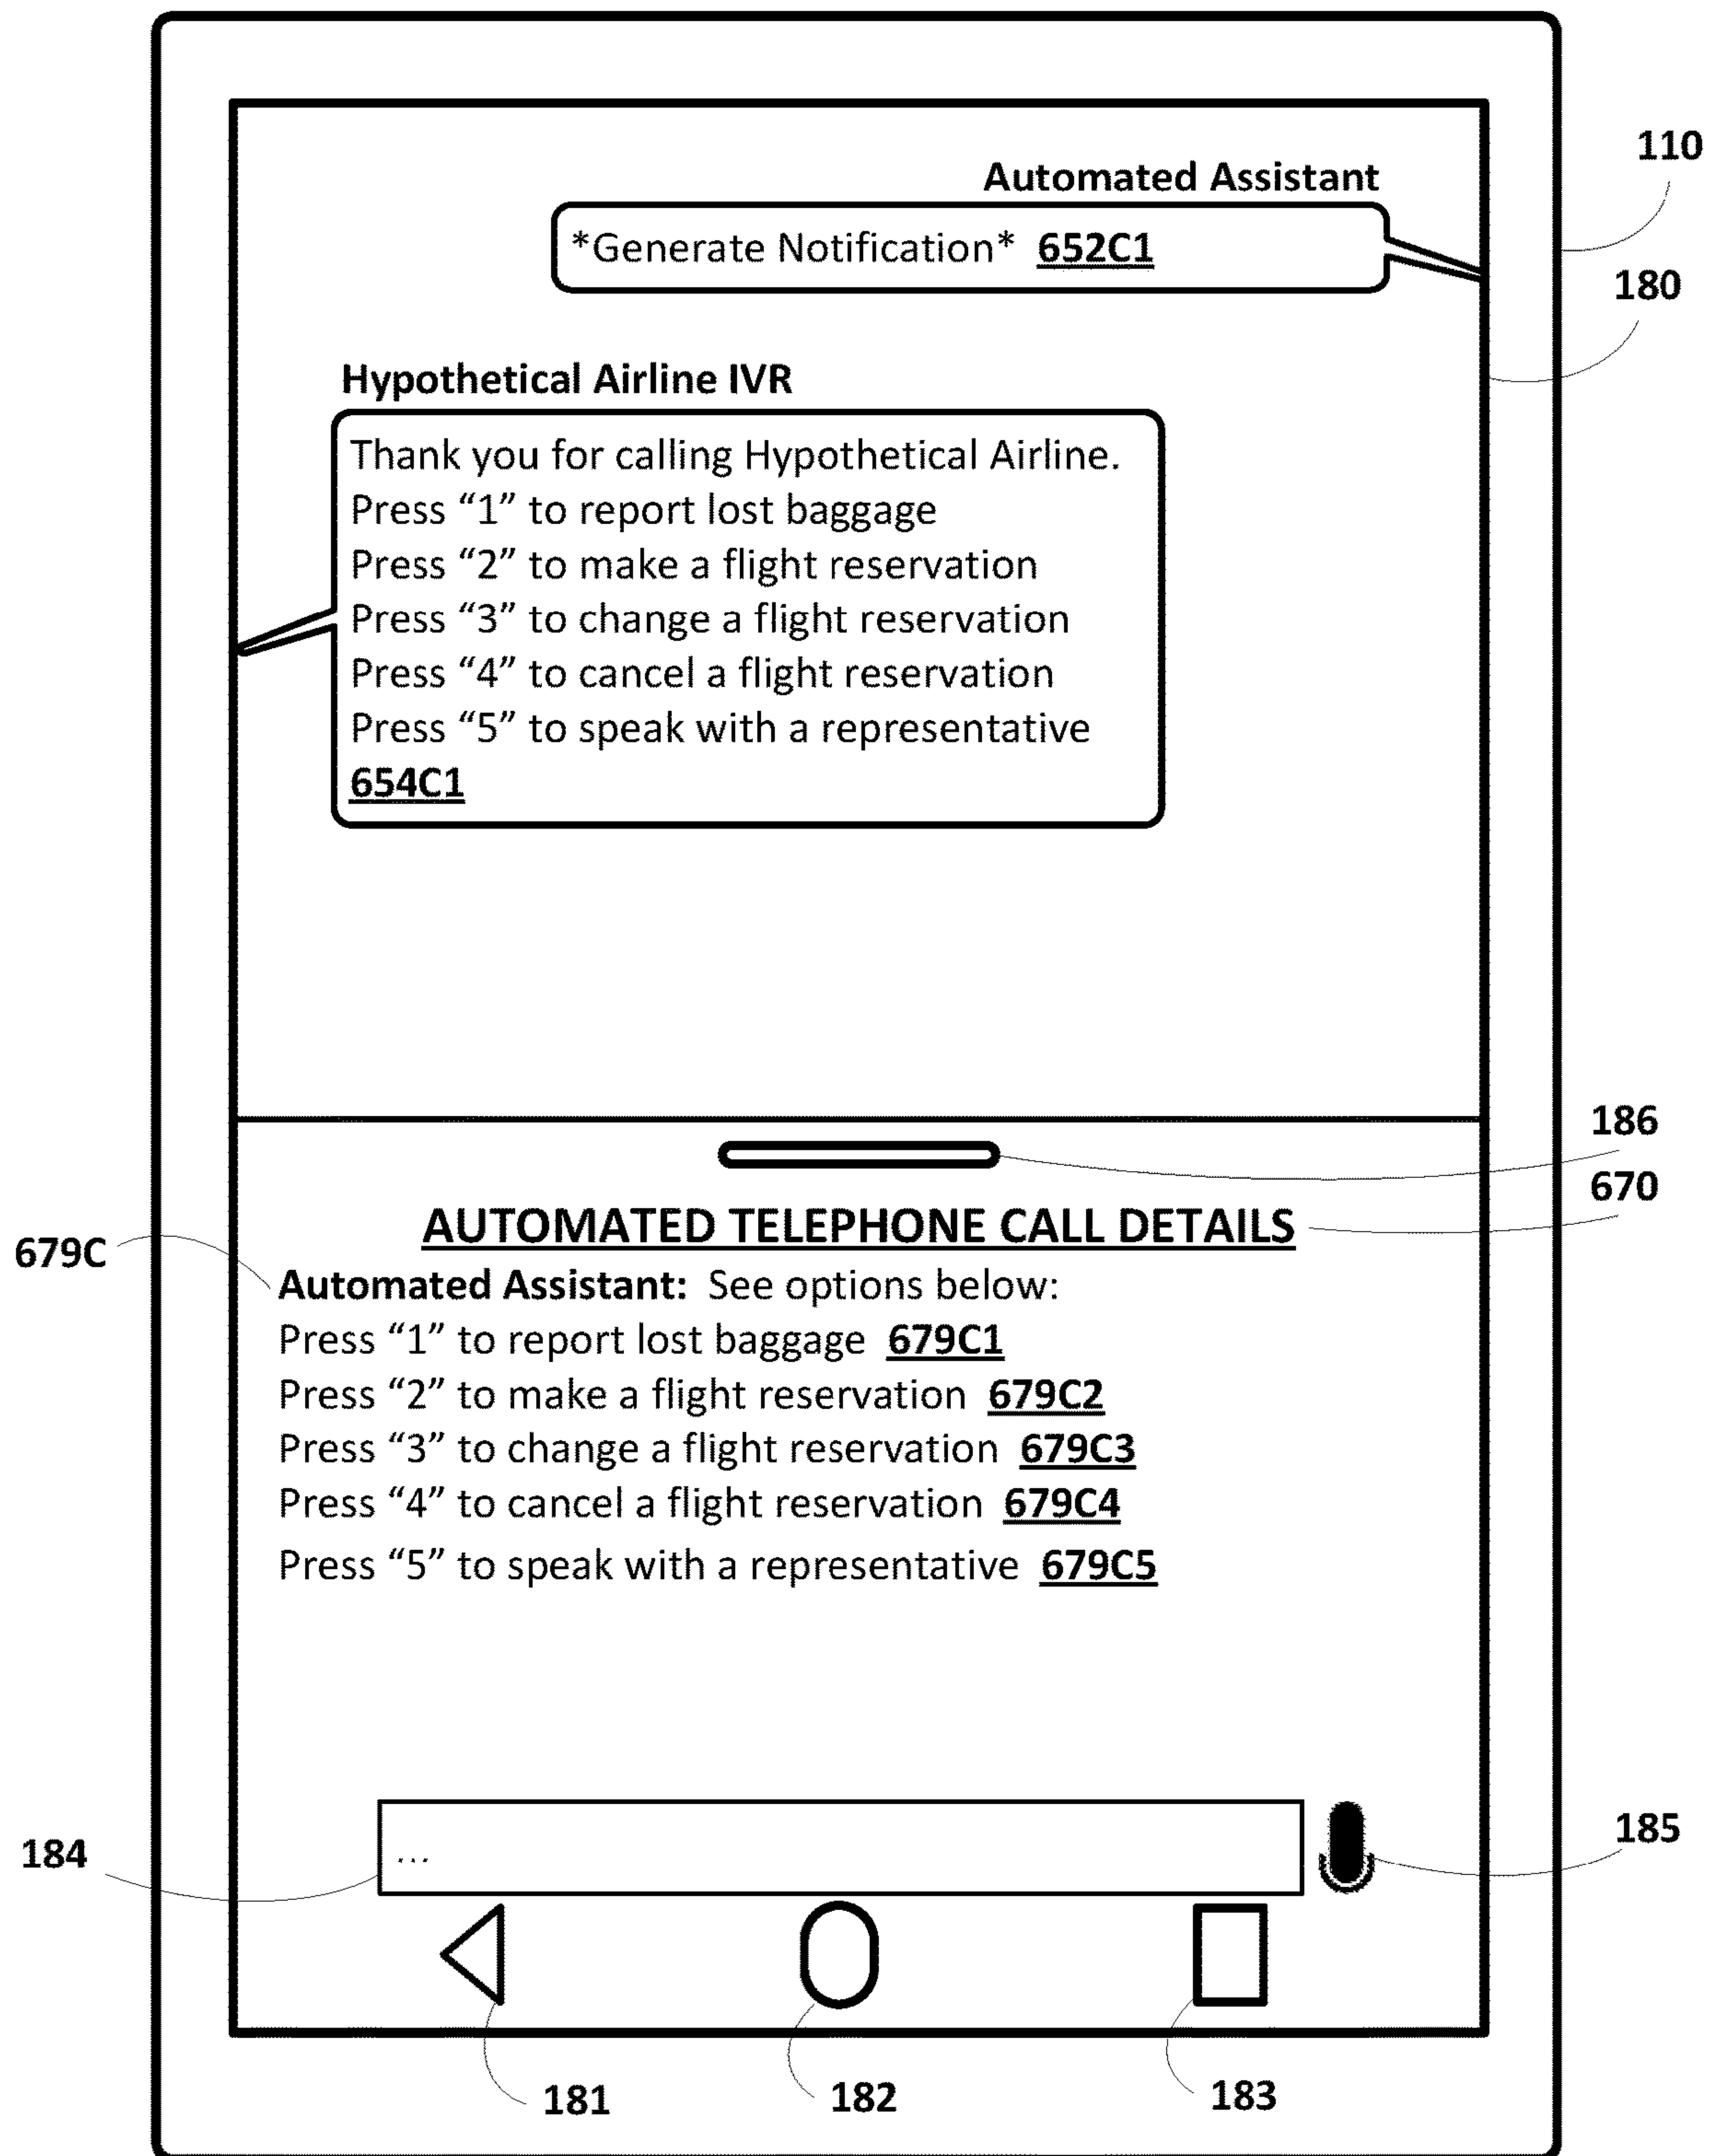 110
Automated Assistant
*Generate Notification* 652C1
180
Hypothetical Airline IVR
Thank you for calling Hypothetical Airline.
Press “1” to report lost baggage
Press “2” to make a flight reservation
Press “3” to change a flight reservation
Press “4” to cancel a flight reservation
Press “5” to speak with a representative
654C1
186
670
AUTOMATED TELEPHONE CALL DETAILS
679C
Automated Assistant: See options below:
Press “1” to report lost baggage 679C1
Press “2” to make a flight reservation 679C2
Press “3” to change a flight reservation 679C3
Press “4” to cancel a flight reservation 679C4
Press “5” to speak with a representative 679C5
184
...
185
181
182
183